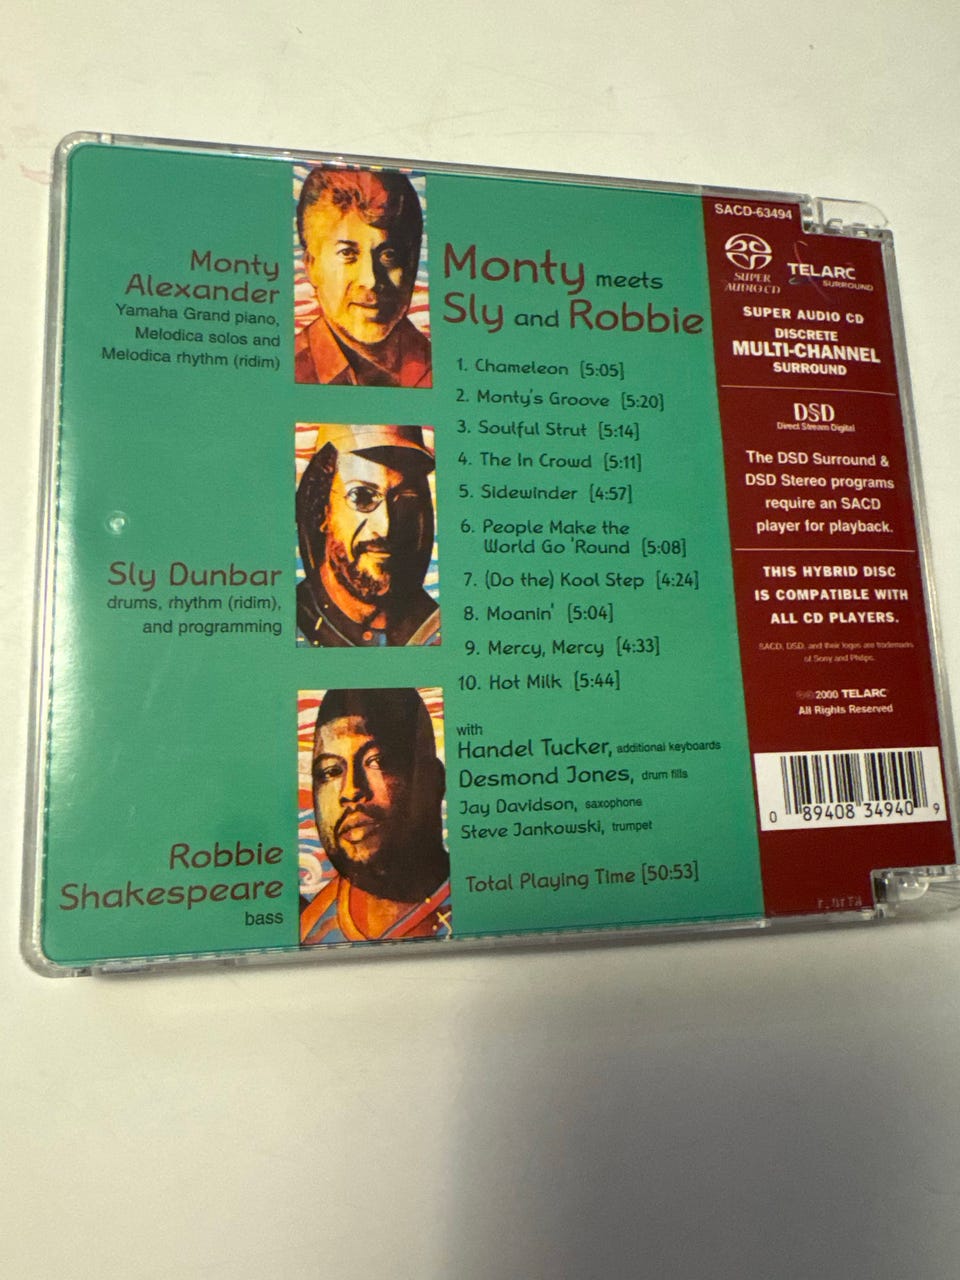 Monty
Alexander
Yamaha Grand piano,
Melodica solos and
Melodica rhythm (ridim)
Sly Dunbar
drums, rhythm (ridim),
and programming
Robbie
Shakespeare
bass
Monty meets
Sly and Robbie
1. Chameleon [5:05]
2. Monty's Groove [5:20]
3. Soulful Strut [5:14]
4. The In Crowd [5:11]
5. Sidewinder [4:57]
6. People Make the
World Go 'Round [5:08]
7. (Do the) Kool Step [4:24]
8. Moanin' [5:04]
9. Mercy, Mercy [4:33]
10. Hot Milk [5:44]
with
Handel Tucker, additional keyboards
Desmond Jones, drum fills
Jay Davidson, saxophone
Steve Jankowski, trumpet
Total Playing Time [50:53]
SACD-63494
SUPER
AUDIO CD
TELARC
SURROUND
SUPER AUDIO CD
DISCRETE
MULTI-CHANNEL
SURROUND
DSD
Direct Stream Digital
The DSD Surround &
DSD Stereo programs
require an SACD
player for playback.
THIS HYBRID DISC
IS COMPATIBLE WITH
ALL CD PLAYERS.
SACD, DSD, and their logos are trademarks
of Sony and Philips.
℗© 2000 TELARC
All Rights Reserved
0 89408 34940 9